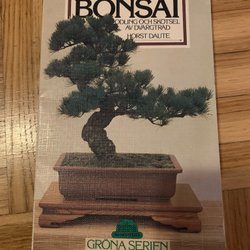 BONSAI
ODLING OCH SKÖTSEL
AV DVÄRGTRÄD
HORST DAUTE
GRÖNA SERIEN